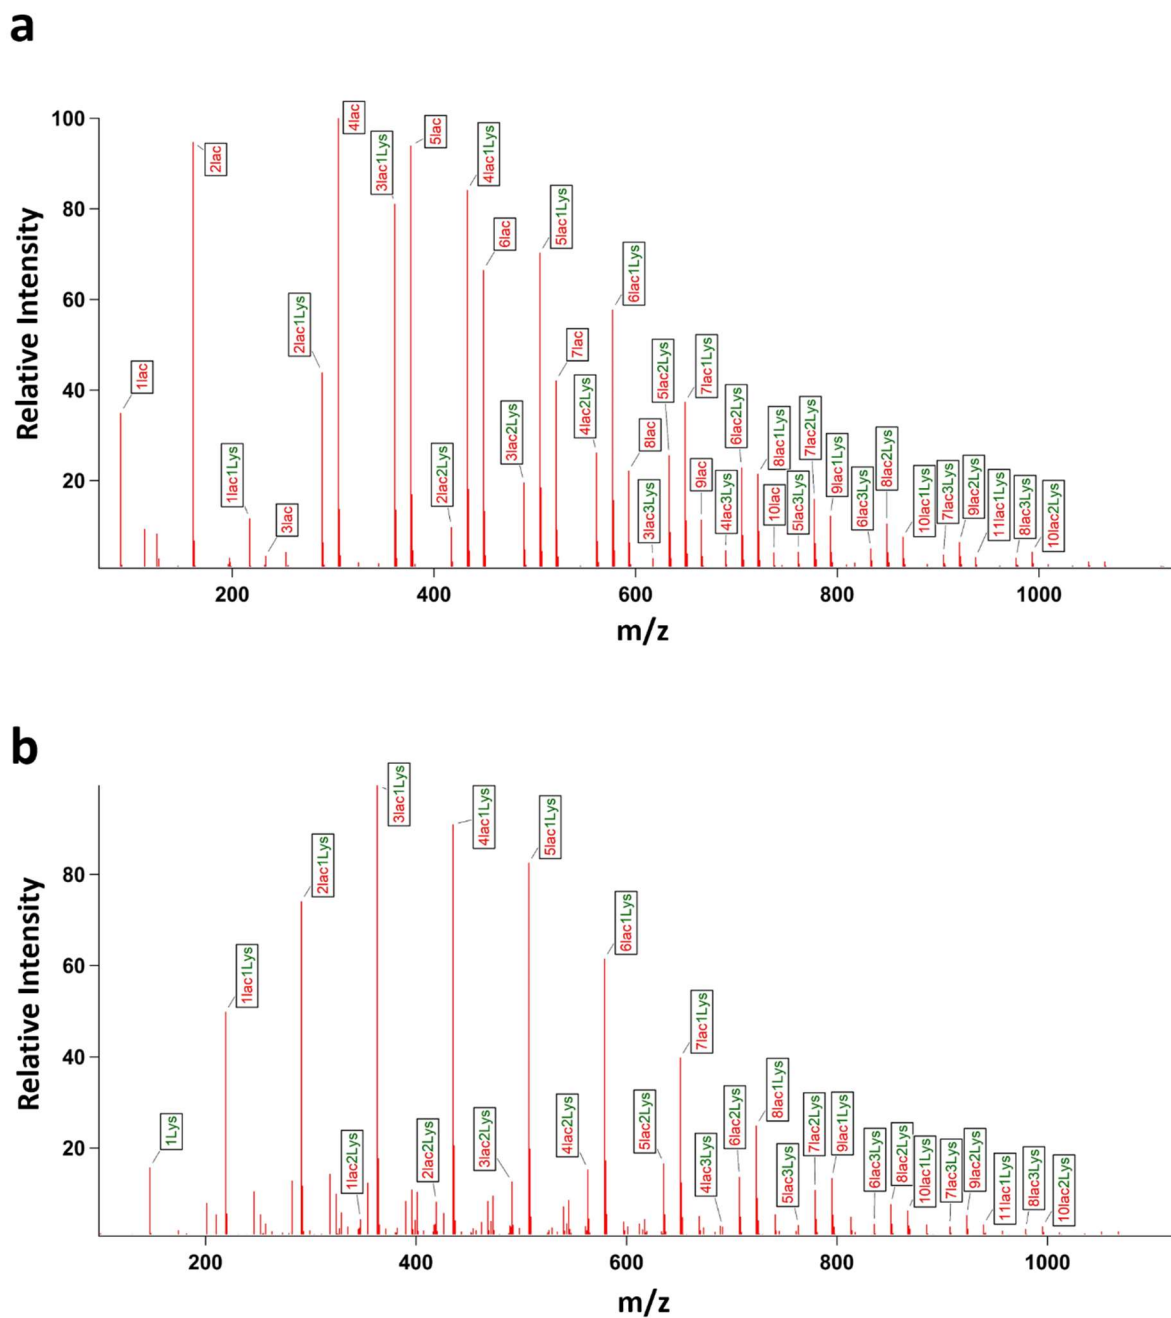 a
Relative Intensity
100
80
60
40
20
200
400
600
800
1000
m/z
1lac
2lac
1lac1Lys
3lac
2lac1Lys
4lac
3lac1Lys
5lac
2lac2Lys
4lac1Lys
6lac
3lac2Lys
5lac1Lys
7lac
4lac2Lys
6lac1Lys
8lac
3lac3Lys
5lac2Lys
7lac1Lys
9lac
4lac3Lys
6lac2Lys
8lac1Lys
10lac
5lac3Lys
7lac2Lys
9lac1Lys
6lac3Lys
8lac2Lys
10lac1Lys
7lac3Lys
9lac2Lys
11lac1Lys
8lac3Lys
10lac2Lys
b
Relative Intensity
80
60
40
20
200
400
600
800
1000
m/z
1Lys
1lac1Lys
2lac1Lys
1lac2Lys
3lac1Lys
2lac2Lys
4lac1Lys
3lac2Lys
5lac1Lys
4lac2Lys
6lac1Lys
5lac2Lys
7lac1Lys
4lac3Lys
6lac2Lys
8lac1Lys
5lac3Lys
7lac2Lys
9lac1Lys
6lac3Lys
8lac2Lys
10lac1Lys
7lac3Lys
9lac2Lys
11lac1Lys
8lac3Lys
10lac2Lys